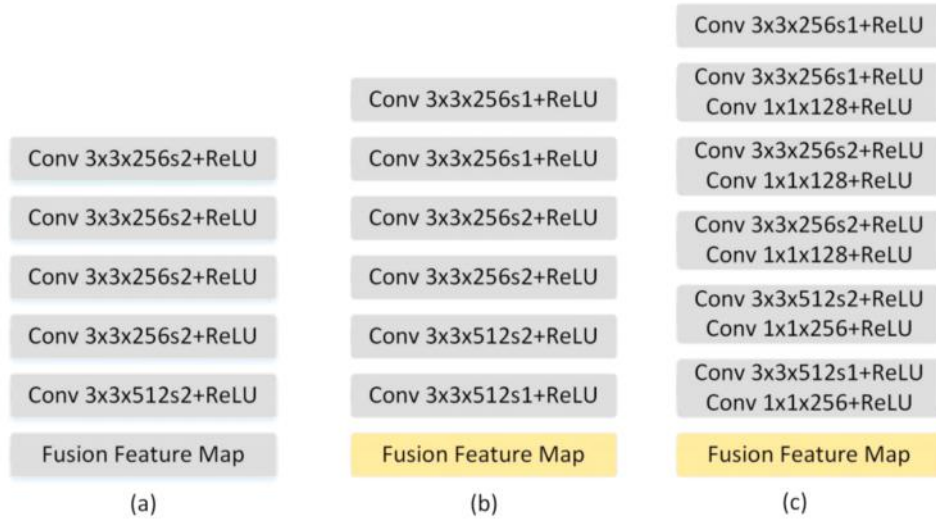 Conv 3x3x256s2+ReLU
Conv 3x3x256s2+ReLU
Conv 3x3x256s2+ReLU
Conv 3x3x256s2+ReLU
Conv 3x3x512s2+ReLU
Fusion Feature Map
(a)
Conv 3x3x256s1+ReLU
Conv 3x3x256s1+ReLU
Conv 3x3x256s2+ReLU
Conv 3x3x256s2+ReLU
Conv 3x3x512s2+ReLU
Conv 3x3x512s1+ReLU
Fusion Feature Map
(b)
Conv 3x3x256s1+ReLU
Conv 3x3x256s1+ReLU
Conv 1x1x128+ReLU
Conv 3x3x256s2+ReLU
Conv 1x1x128+ReLU
Conv 3x3x256s2+ReLU
Conv 1x1x128+ReLU
Conv 3x3x512s2+ReLU
Conv 1x1x256+ReLU
Conv 3x3x512s1+ReLU
Conv 1x1x256+ReLU
Fusion Feature Map
(c)